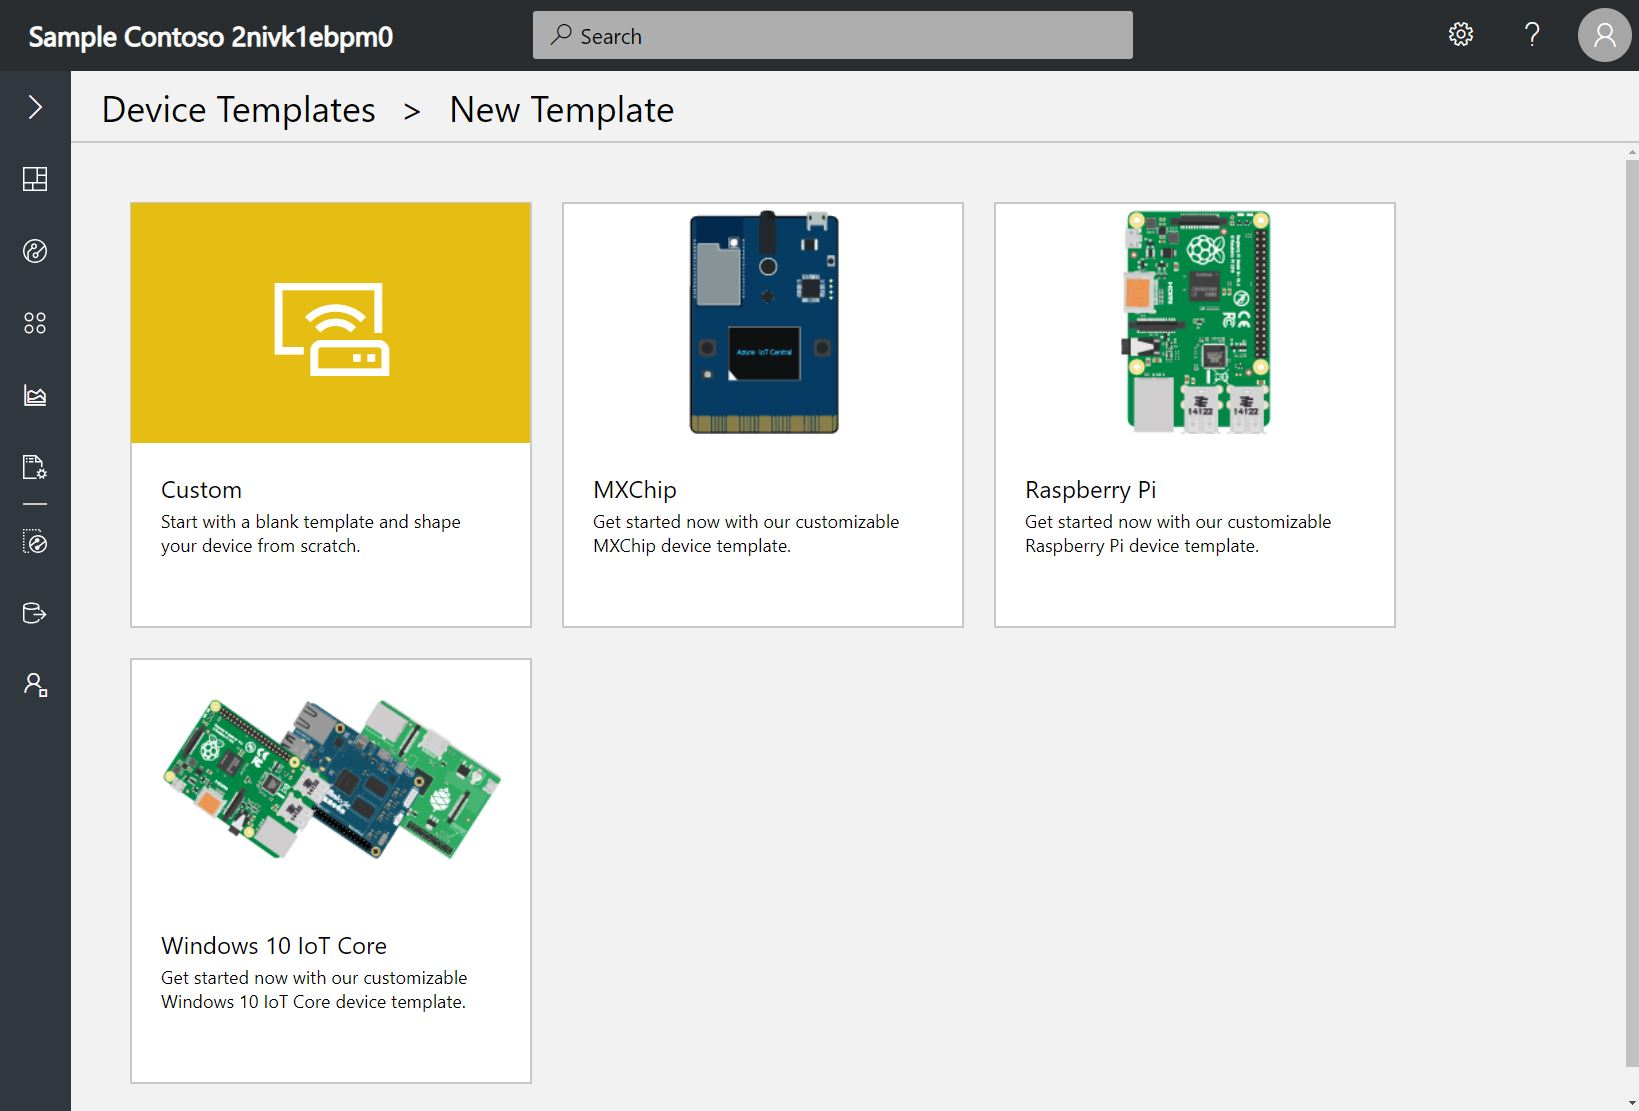 Sample Contoso 2nivk1ebpm0
Search
?
Device Templates > New Template
Azure IoT Central
HDMI
14122
14122
Custom
Start with a blank template and shape
your device from scratch.
MXChip
Get started now with our customizable
MXChip device template.
Raspberry Pi
Get started now with our customizable
Raspberry Pi device template.
Windows 10 IoT Core
Get started now with our customizable
Windows 10 IoT Core device template.